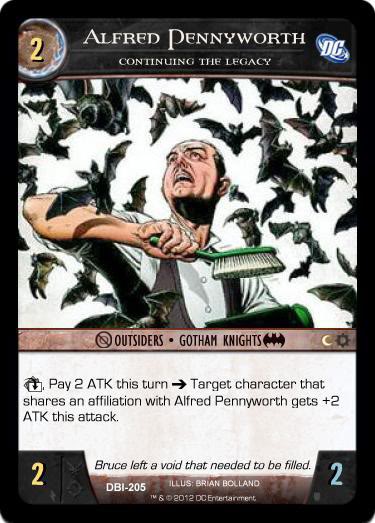 2
ALFRED PENNYWORTH
CONTINUING THE LEGACY
DC
OUTSIDERS • GOTHAM KNIGHTS
, Pay 2 ATK this turn ➔ Target character that
shares an affiliation with Alfred Pennyworth gets +2
ATK this attack.
Bruce left a void that needed to be filled.
2
DBI-205
ILLUS: BRIAN BOLLAND
2
™ & © 2012 DC Entertainment